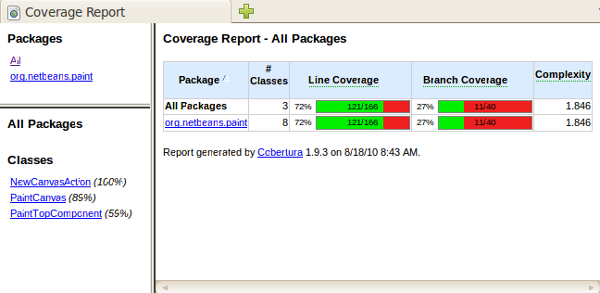 Coverage Report
Packages
All
org.netbeans.paint
All Packages
Classes
NewCanvasAction (100%)
PaintCanvas (89%)
PaintTopComponent (55%)
Coverage Report - All Packages
Package # Classes Line Coverage Branch Coverage Complexity
All Packages 3 72% 121/166 27% 11/40 1.846
org.netbeans.paint 8 72% 121/166 27% 11/40 1.846
Report generated by Cobertura 1.9.3 on 8/18/10 8:43 AM.